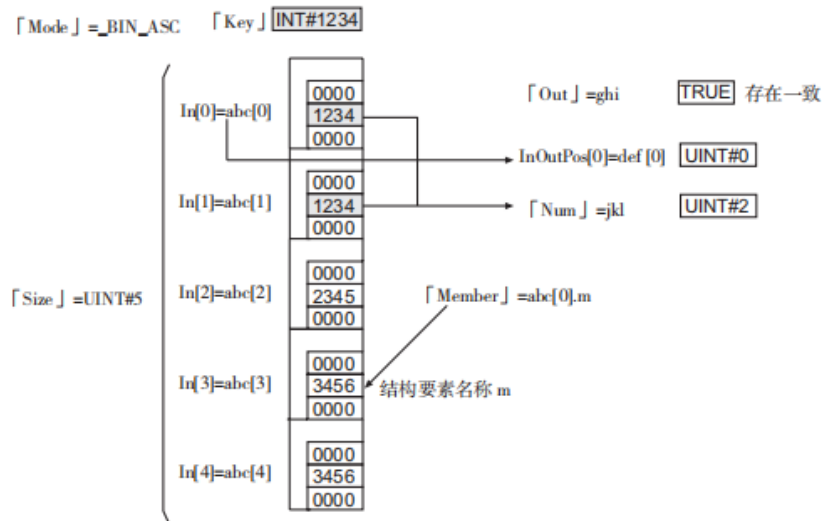 「Mode」=_BIN_ASC 「Key」 INT#1234
0000
In[0]=abc[0] 1234
0000
「Out」=ghi TRUE 存在一致
InOutPos[0]=def [0] UINT#0
0000
In[1]=abc[1] 1234
0000
「Num」=jkl UINT#2
0000
「Size」=UINT#5 In[2]=abc[2] 2345
0000
「Member」=abc[0].m
0000
In[3]=abc[3] 3456
0000
结构要素名称 m
0000
In[4]=abc[4] 3456
0000